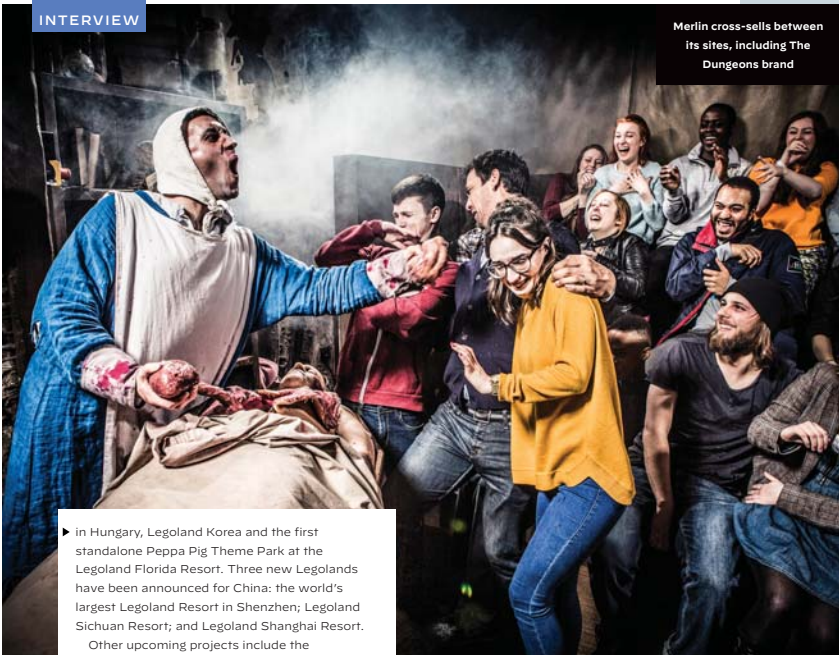 INTERVIEW
Merlin cross-sells between
its sites, including The
Dungeons brand
▶ in Hungary, Legoland Korea and the first
standalone Peppa Pig Theme Park at the
Legoland Florida Resort. Three new Legolands
have been announced for China: the world's
largest Legoland Resort in Shenzhen; Legoland
Sichuan Resort; and Legoland Shanghai Resort.
Other upcoming projects include the